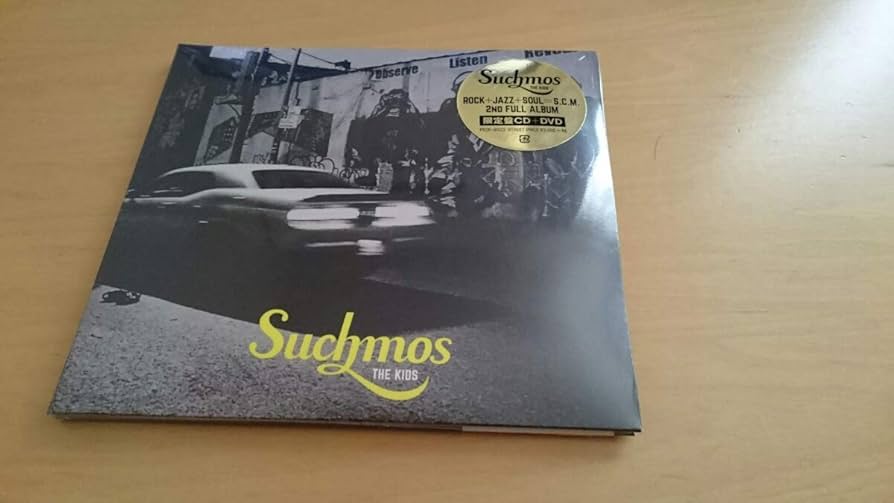 Observe
Listen
Suchmos
THE KIDS
ROCK+JAZZ+SOUL=S.C.M.
2ND FULL ALBUM
限定盤CD+DVD
Suchmos
THE KIDS